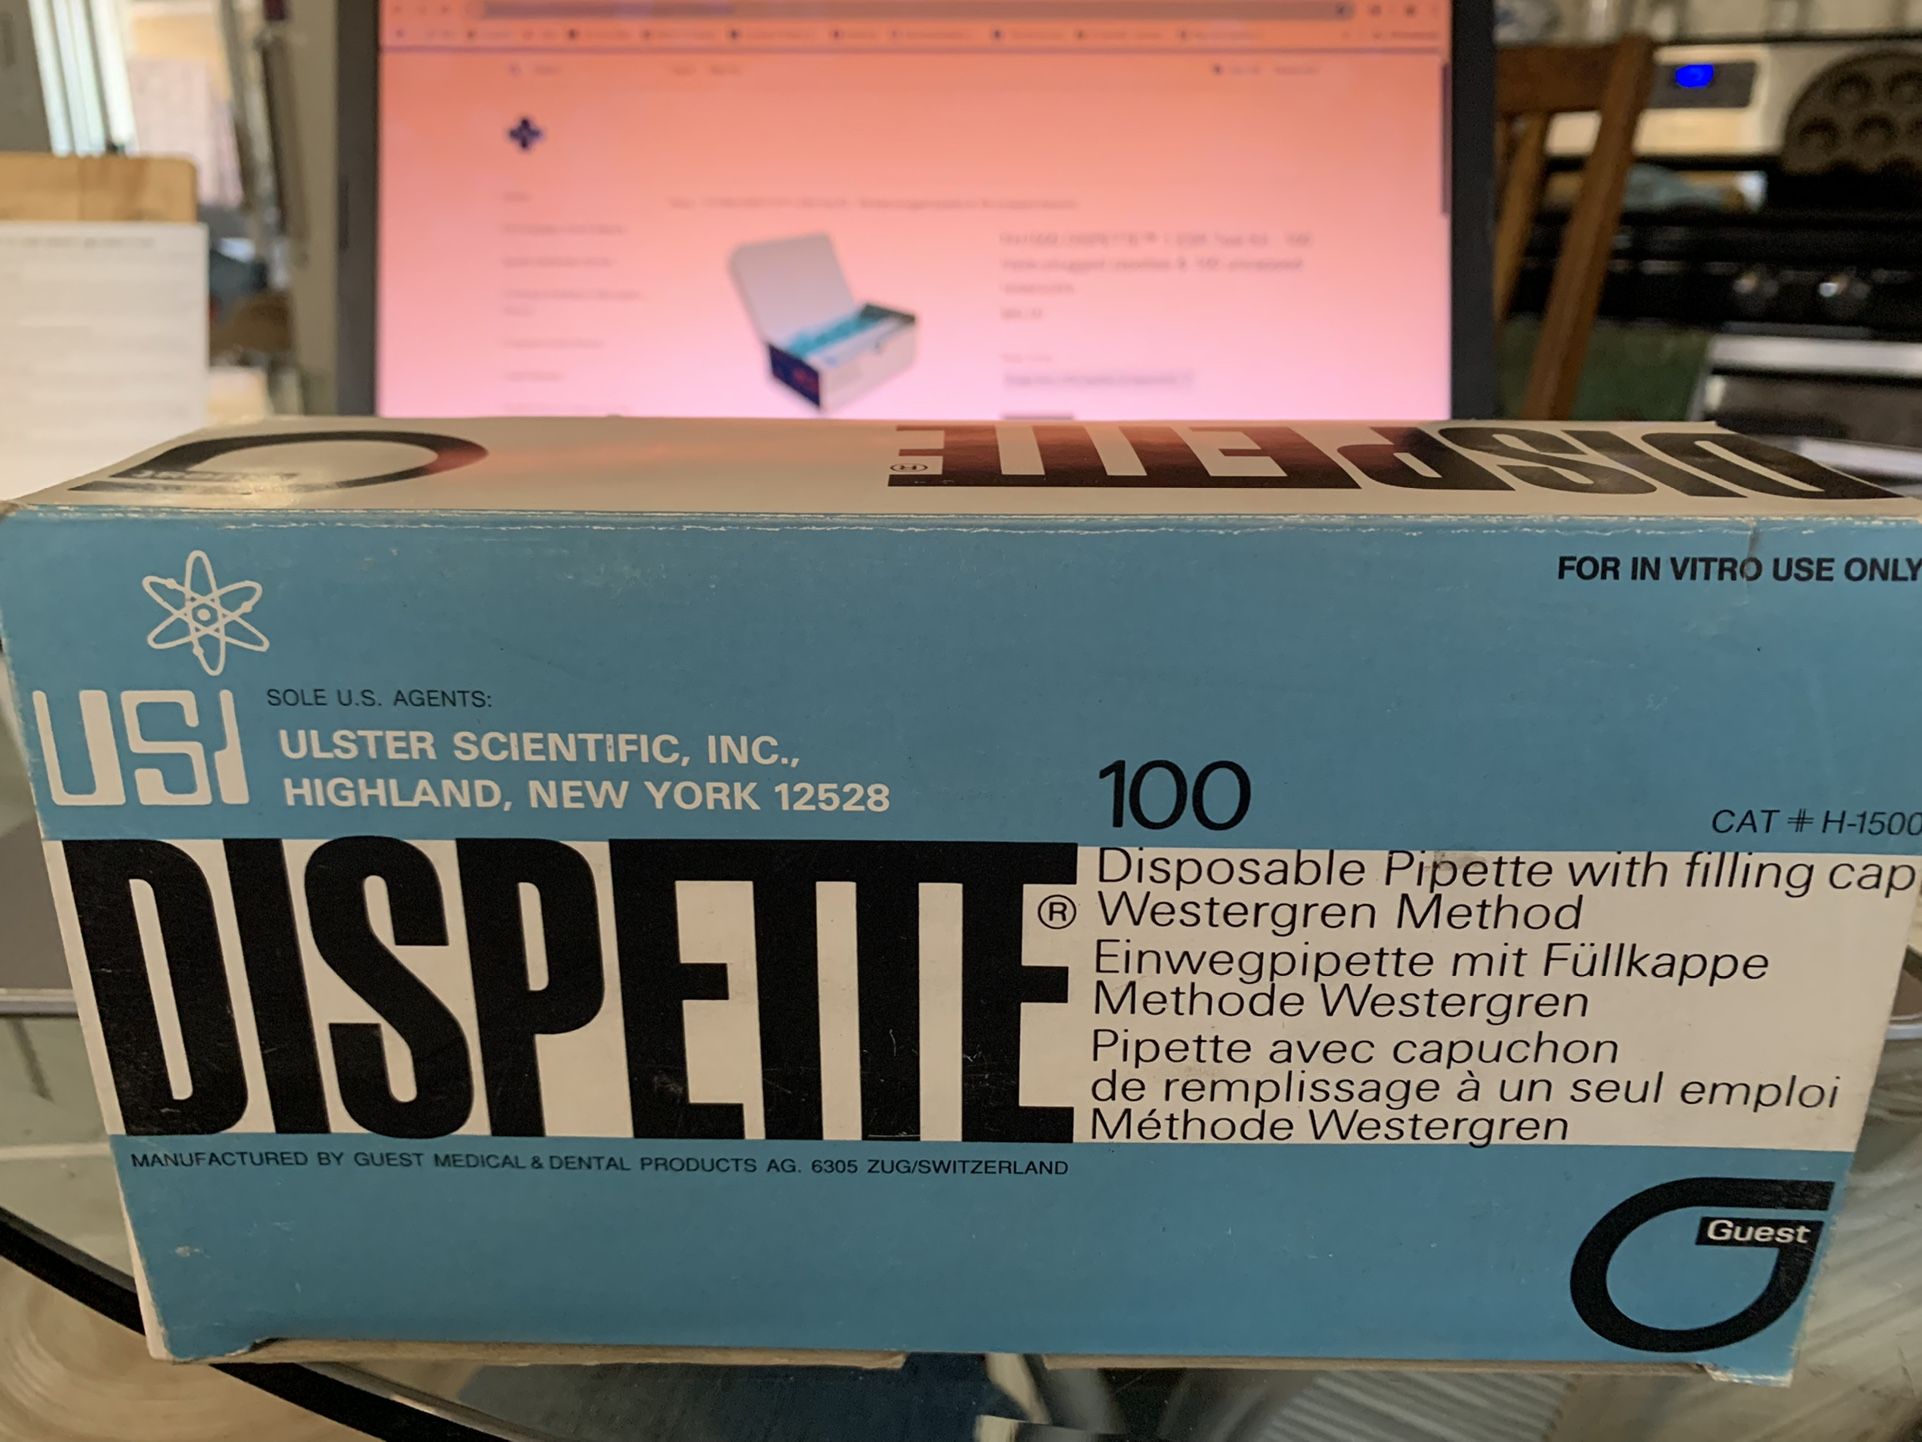 DISPETTE
®
FOR IN VITRO USE ONLY
USI
SOLE U.S. AGENTS:
ULSTER SCIENTIFIC, INC.,
HIGHLAND, NEW YORK 12528
100
CAT # H-1500
DISPETTE®
Disposable Pipette with filling cap
Westergren Method
Einwegpipette mit Füllkappe
Methode Westergren
Pipette avec capuchon
de remplissage à un seul emploi
Méthode Westergren
MANUFACTURED BY GUEST MEDICAL & DENTAL PRODUCTS AG. 6305 ZUG/SWITZERLAND
Guest